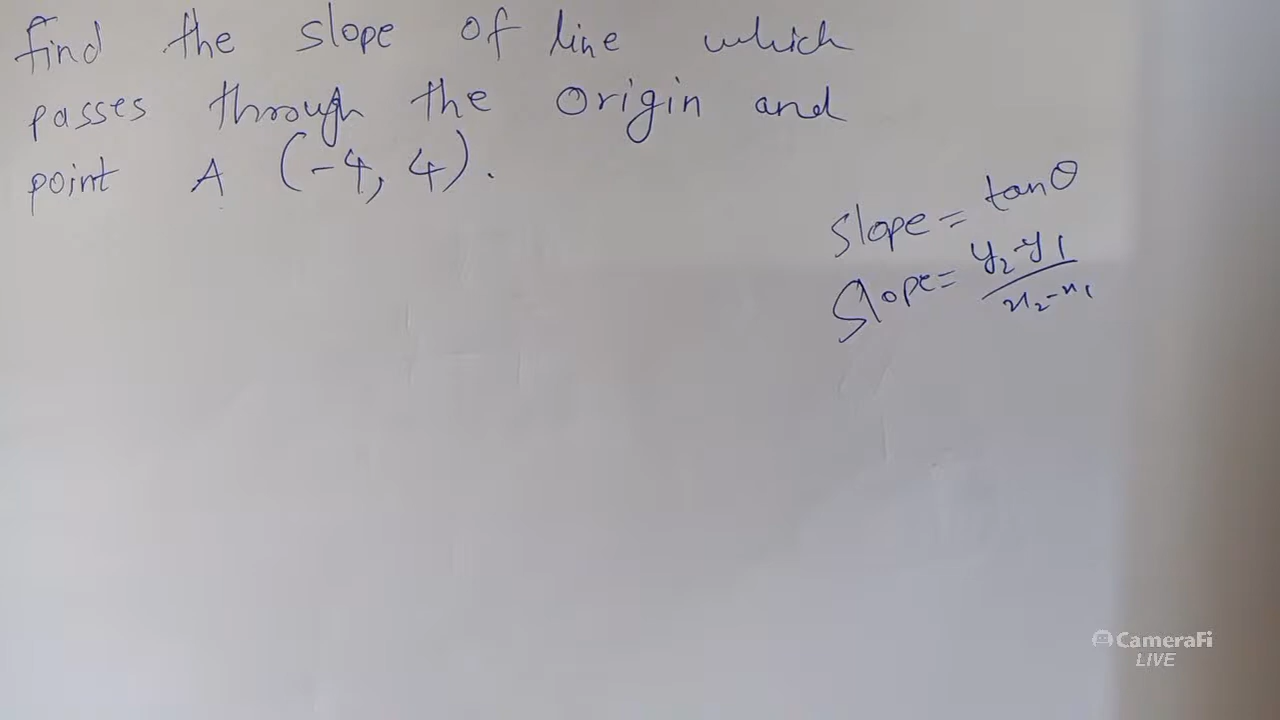 find the slope of line which
passes through the origin and
point A (-4, 4).
slope = tanθ
Slope = y₂-y₁ / x₂-x₁
CameraFi
LIVE